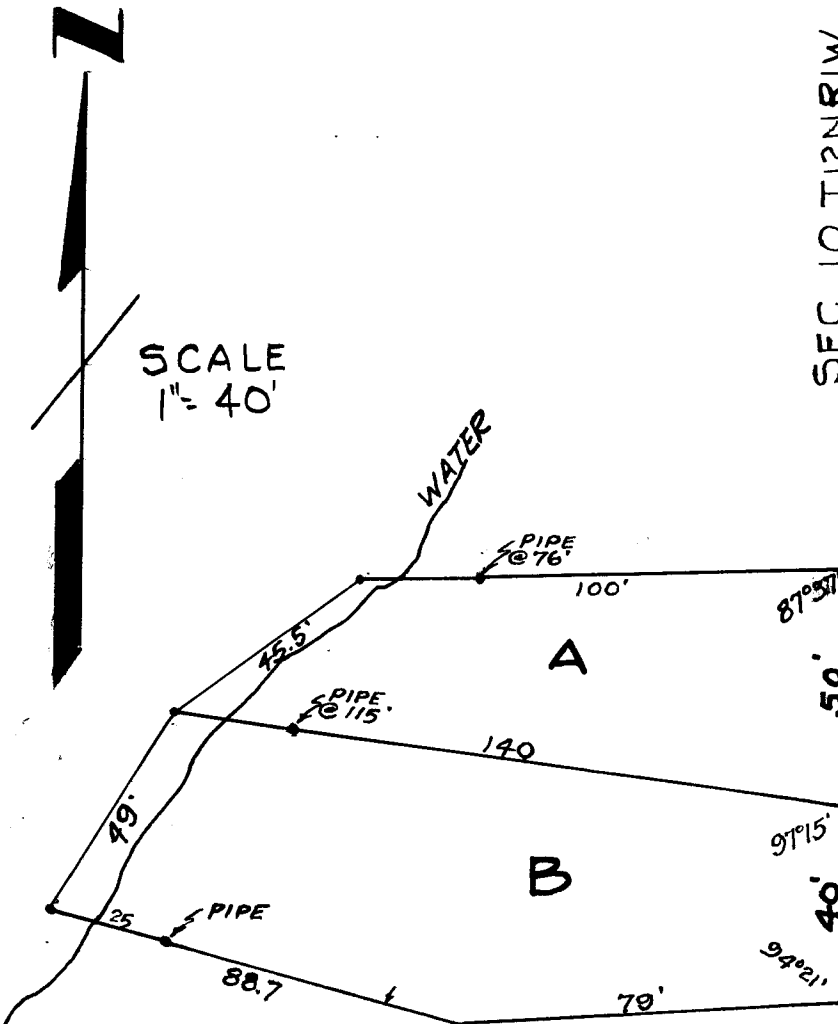 N
SEC 10 T12N R1W
SCALE
1"= 40'
WATER
PIPE
@ 76'
100'
87°37'
45.5'
A
50'
PIPE
@ 115'
140
49'
97°15'
B
40'
PIPE
25
94°21'
88.7
79'